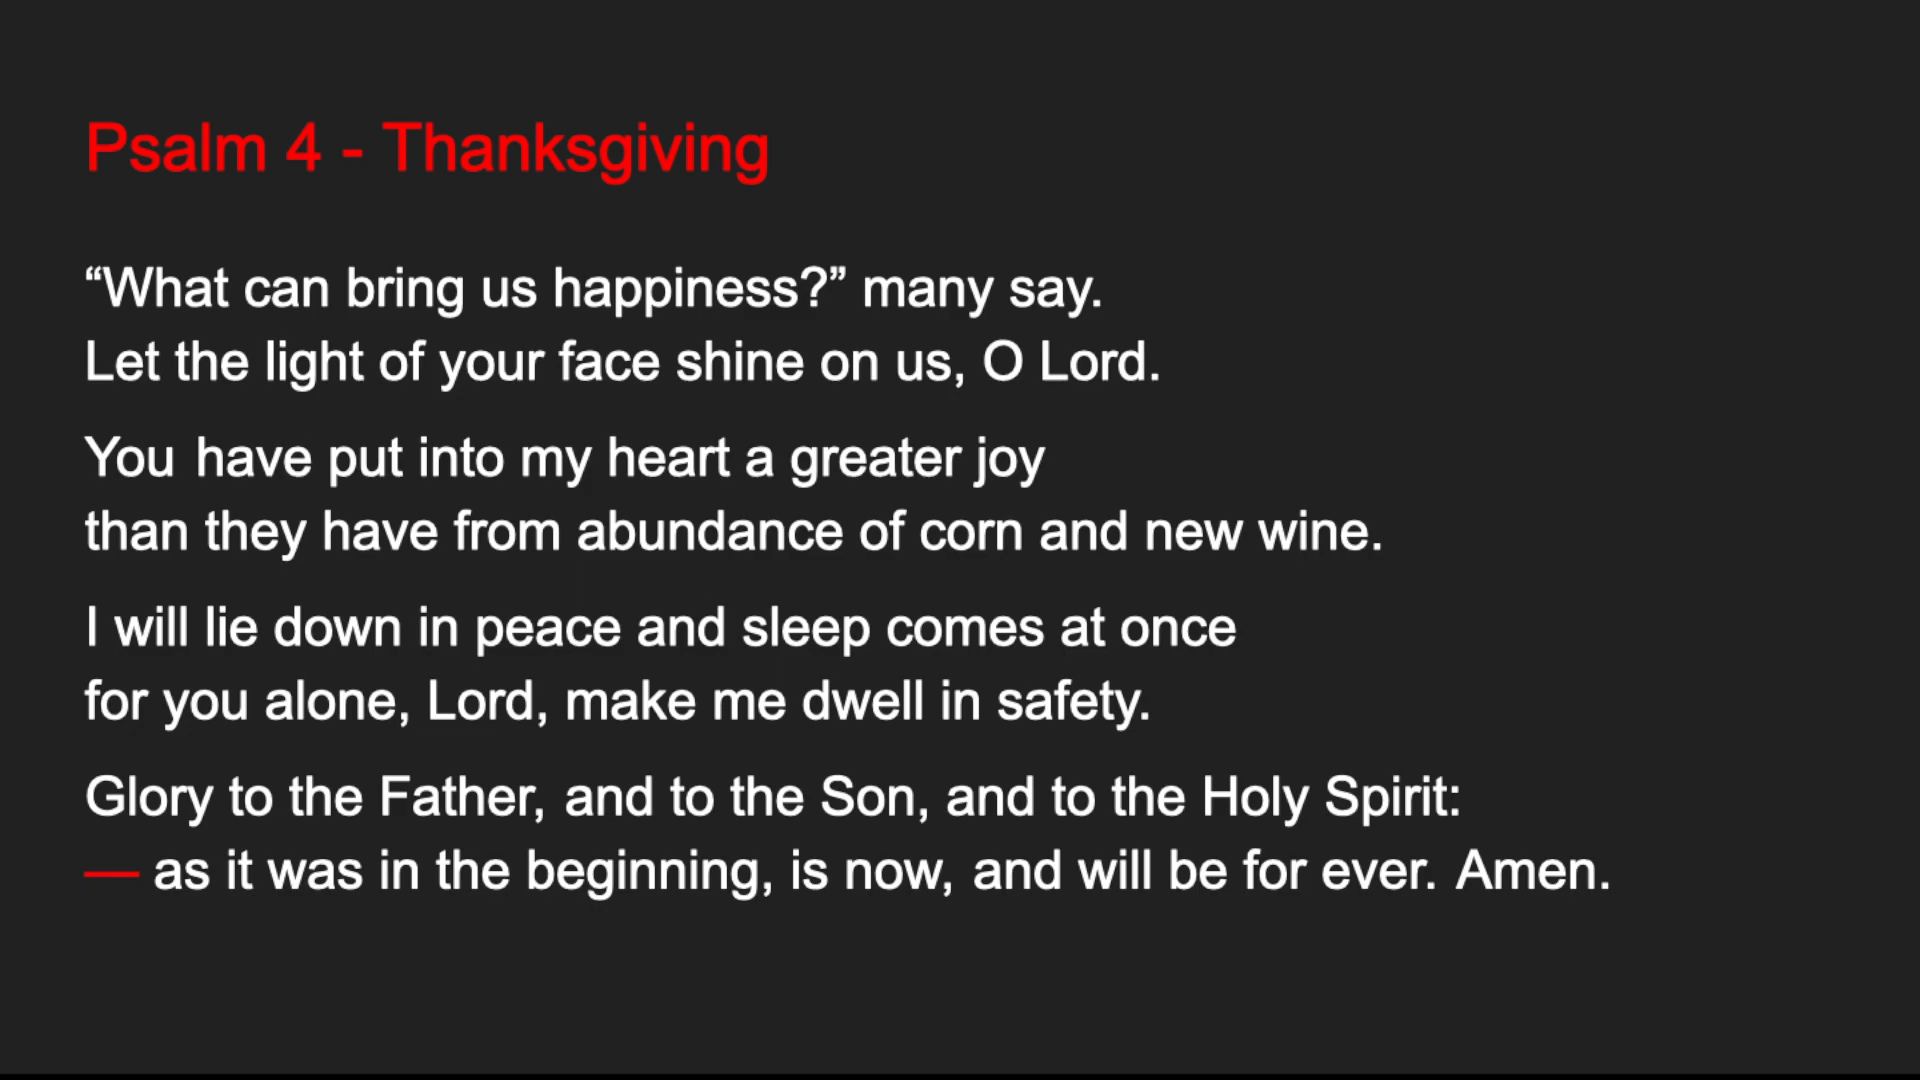 Psalm 4 - Thanksgiving
“What can bring us happiness?” many say.
Let the light of your face shine on us, O Lord.
You have put into my heart a greater joy
than they have from abundance of corn and new wine.
I will lie down in peace and sleep comes at once
for you alone, Lord, make me dwell in safety.
Glory to the Father, and to the Son, and to the Holy Spirit:
— as it was in the beginning, is now, and will be for ever. Amen.